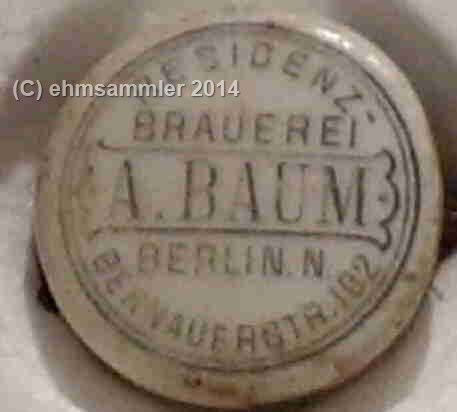 (C) ehmsammler 2014
RESIDENZ-
BRAUEREI
A. BAUM
BERLIN. N.
BERNAUERSTR. 102